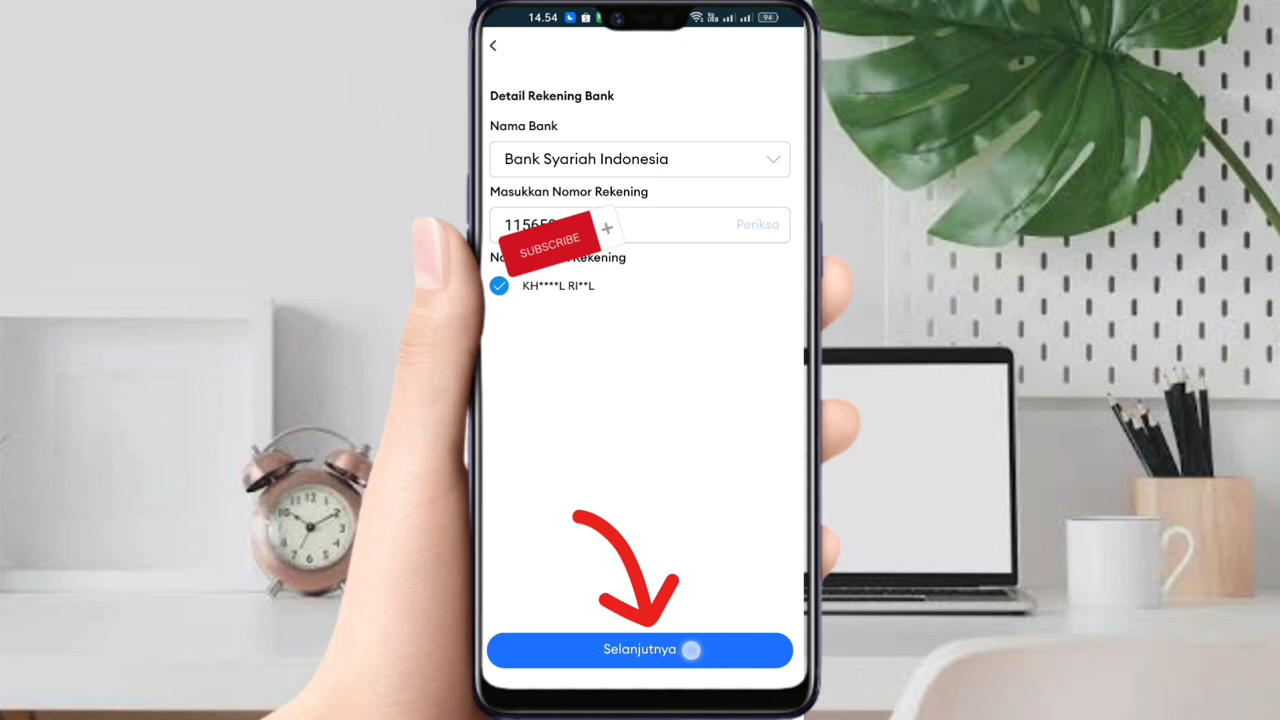 14.54
94
Detail Rekening Bank
Nama Bank
Bank Syariah Indonesia
Masukkan Nomor Rekening
Periksa
SUBSCRIBE
Rekening
KH****L RI**L
Selanjutnya